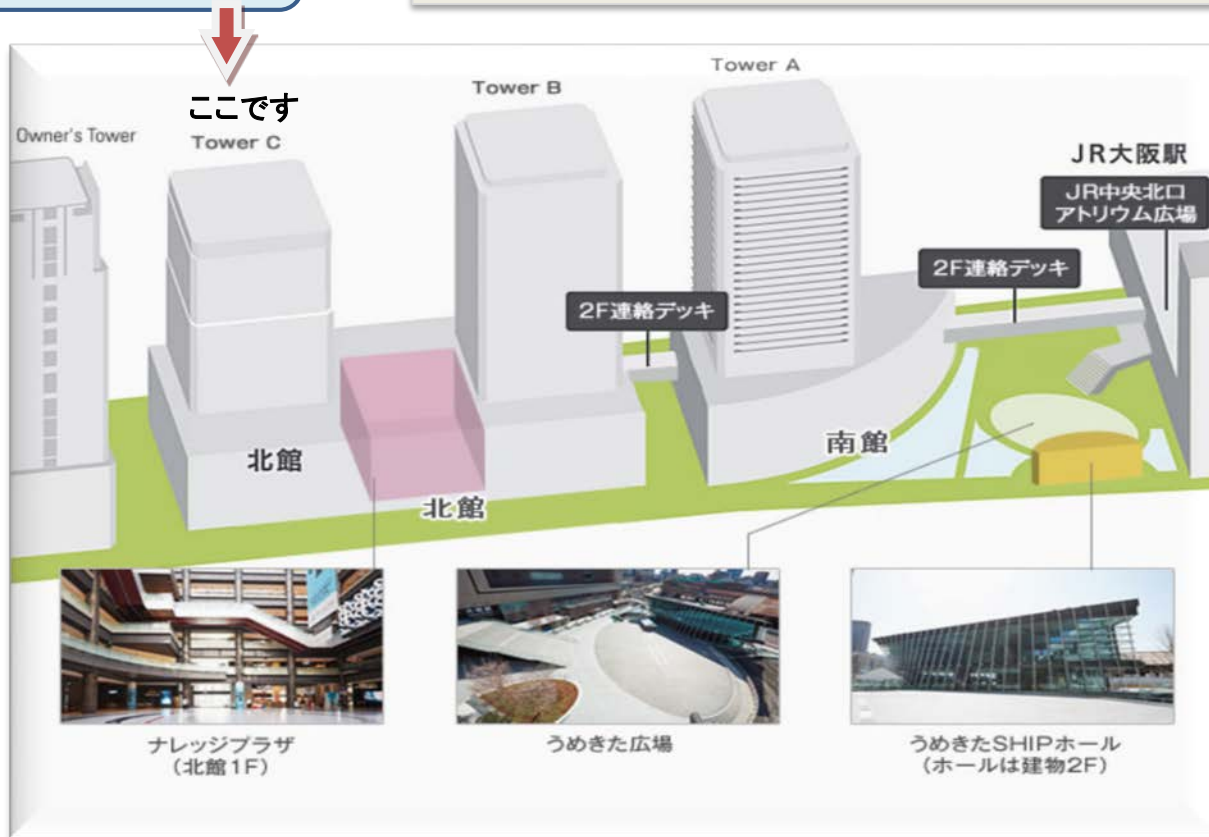 ここです
Tower A
Tower B
Owner's Tower
Tower C
JR大阪駅
JR中央北口
アトリウム広場
2F連絡デッキ
2F連絡デッキ
南館
北館
北館
ナレッジプラザ
（北館1F）
うめきた広場
うめきたSHIPホール
（ホールは建物2F）